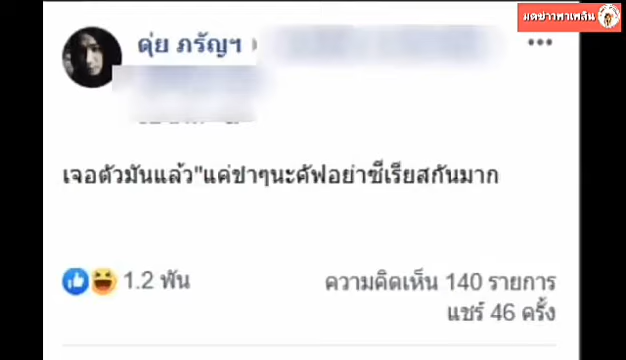 มดข่าวพาเพลิน
ดุ่ย ภรัญฯ
เจอตัวมันแล้ว"แค่ขำๆนะคัฟอย่าซีเรียสกันมาก
1.2 พัน
ความคิดเห็น 140 รายการ
แชร์ 46 ครั้ง